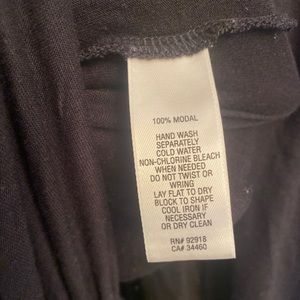 100% MODAL
HAND WASH
SEPARATELY
COLD WATER
NON-CHLORINE BLEACH
WHEN NEEDED
DO NOT TWIST OR
WRING
LAY FLAT TO DRY
BLOCK TO SHAPE
COOL IRON IF
NECESSARY
OR DRY CLEAN
RN# 92918
CA# 34460